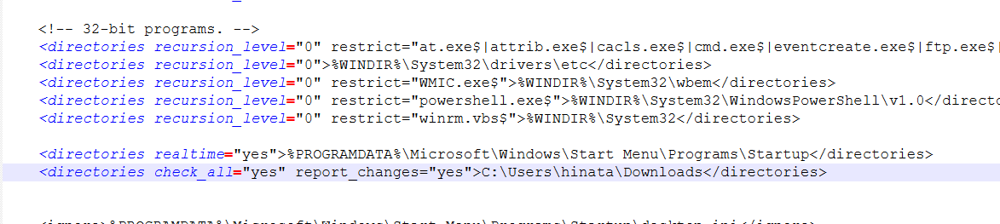 <!-- 32-bit programs. -->
<directories recursion_level="0" restrict="at.exe$|attrib.exe$|cacls.exe$|cmd.exe$|eventcreate.exe$|ftp.exe$|
<directories recursion_level="0">%WINDIR%\System32\drivers\etc</directories>
<directories recursion_level="0" restrict="WMIC.exe$">%WINDIR%\System32\wbem</directories>
<directories recursion_level="0" restrict="powershell.exe$">%WINDIR%\System32\WindowsPowerShell\v1.0</directo
<directories recursion_level="0" restrict="winrm.vbs$">%WINDIR%\System32</directories>
<directories realtime="yes">%PROGRAMDATA%\Microsoft\Windows\Start Menu\Programs\Startup</directories>
<directories check_all="yes" report_changes="yes">C:\Users\hinata\Downloads</directories>
<ignore>%PROGRAMDATA%\Microsoft\Windows\Start Menu\Programs\Startup\desktop.ini</ignore>